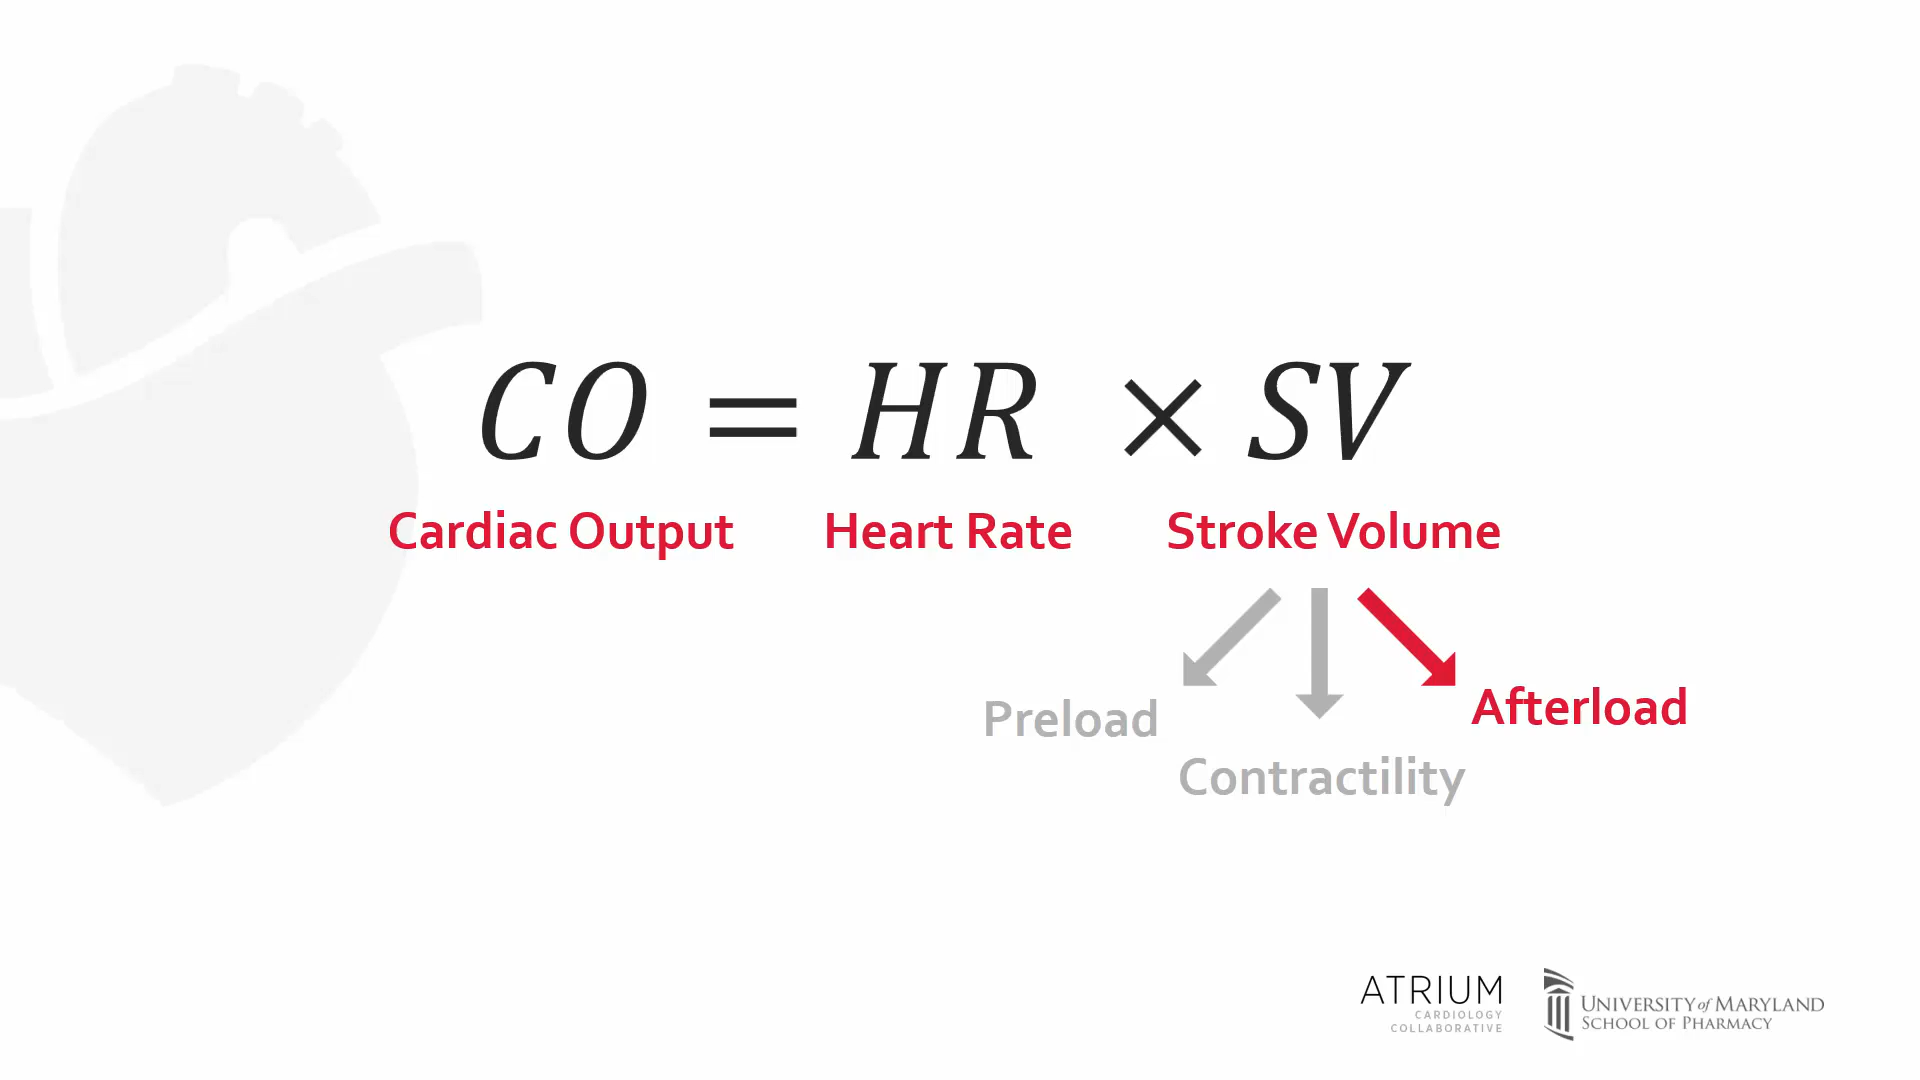 CO = HR × SV
Cardiac Output Heart Rate Stroke Volume
Preload
Contractility
Afterload
ATRIUM
CARDIOLOGY
COLLABORATIVE
UNIVERSITY of MARYLAND
SCHOOL OF PHARMACY